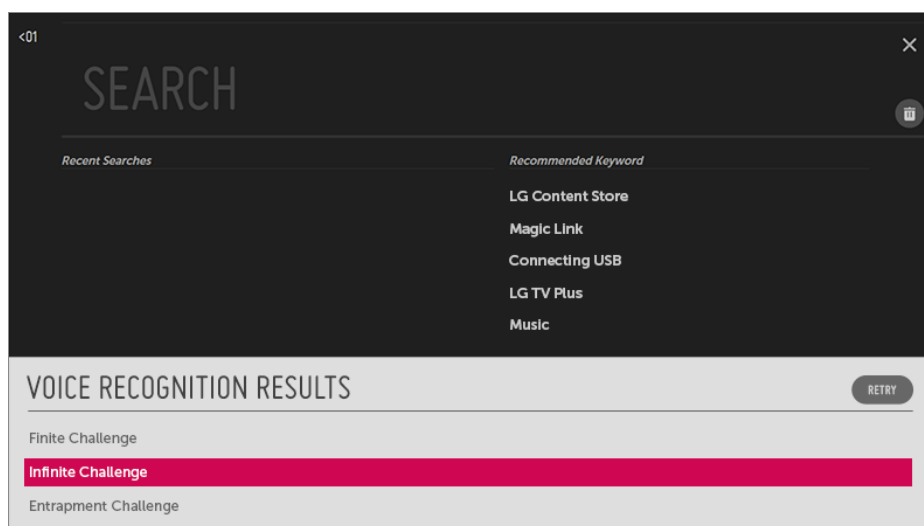 <01
SEARCH
Recent Searches
Recommended Keyword
LG Content Store
Magic Link
Connecting USB
LG TV Plus
Music
VOICE RECOGNITION RESULTS
RETRY
Finite Challenge
Infinite Challenge
Entrapment Challenge